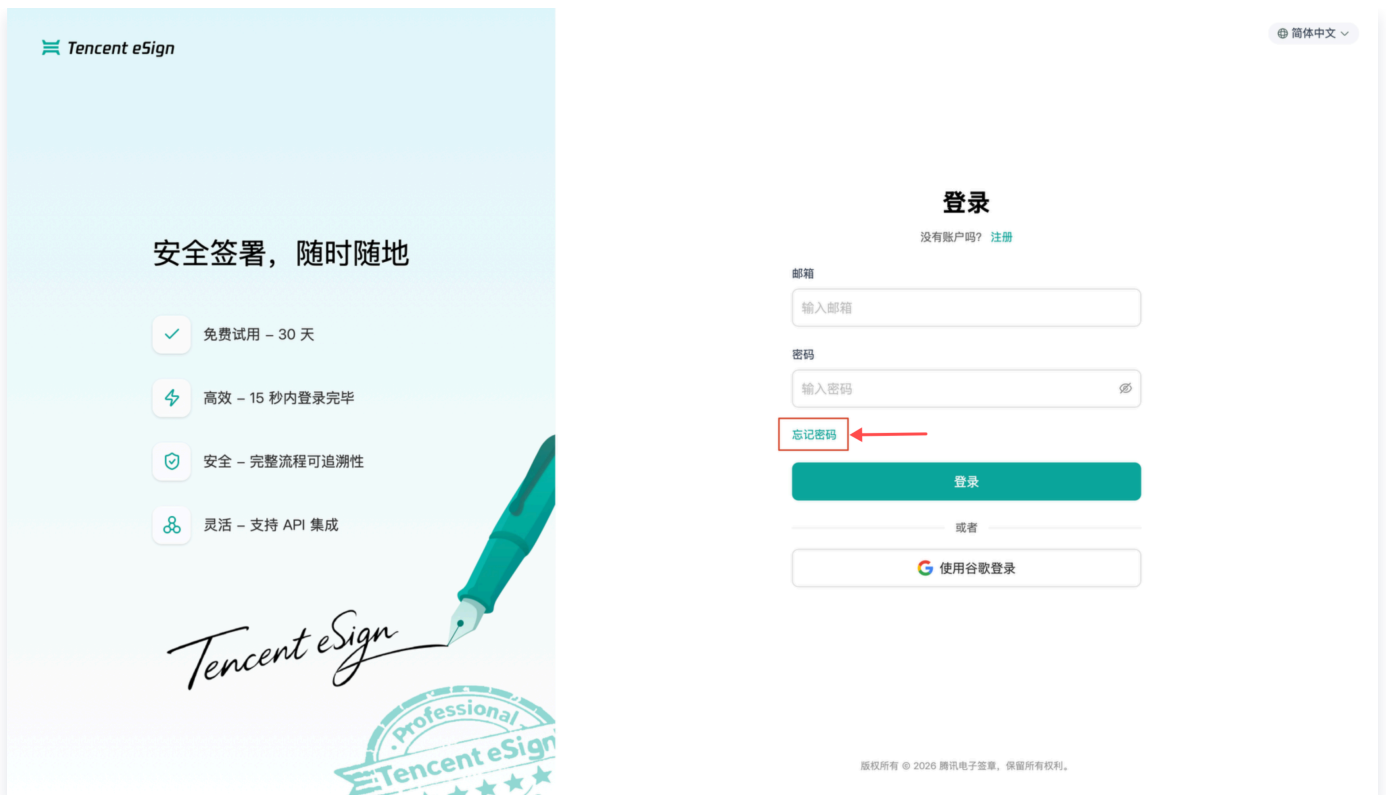 Tencent eSign
简体中文
安全签署，随时随地
免费试用 – 30 天
高效 – 15 秒内登录完毕
安全 – 完整流程可追溯性
灵活 – 支持 API 集成
Tencent eSign
Professional
Tencent eSign
登录
没有账户吗？ 注册
邮箱
输入邮箱
密码
输入密码
忘记密码
登录
或者
使用谷歌登录
版权所有 © 2026 腾讯电子签章，保留所有权利。